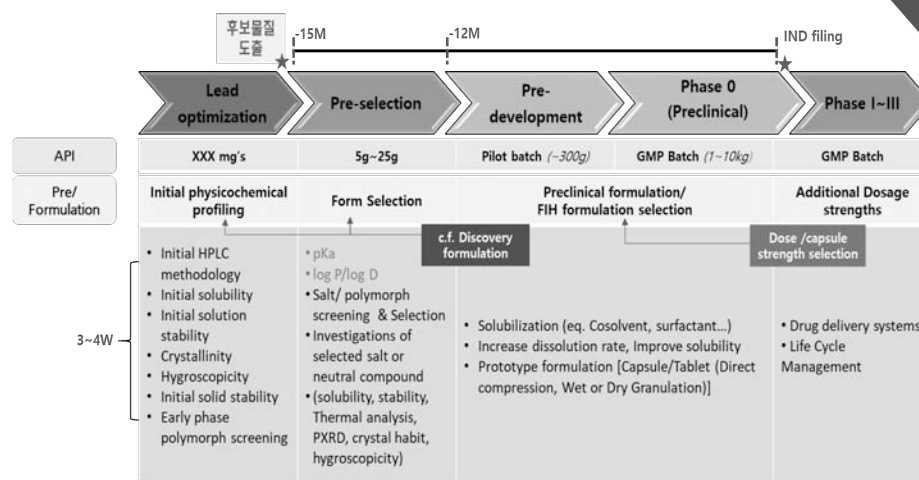 후보물질
도출
-15M
-12M
IND filing
Lead
optimization
Pre-selection
Pre-
development
Phase 0
(Preclinical)
Phase I~III
API
XXX mg's
5g~25g
Pilot batch (~300g)
GMP Batch (1~10kg)
GMP Batch
Pre/
Formulation
Initial physicochemical
profiling
Form Selection
Preclinical formulation/
FIH formulation selection
Additional Dosage
strengths
c.f. Discovery
formulation
Dose /capsule
strength selection
3~4W
• Initial HPLC
methodology
• Initial solubility
• Initial solution
stability
• Crystallinity
• Hygroscopicity
• Initial solid stability
• Early phase
polymorph screening
• pKa
• log P/log D
• Salt/ polymorph
screening & Selection
• Investigations of
selected salt or
neutral compound
• (solubility, stability,
Thermal analysis,
PXRD, crystal habit,
hygroscopicity)
• Solubilization (eq. Cosolvent, surfactant...)
• Increase dissolution rate, Improve solubility
• Prototype formulation [Capsule/Tablet (Direct
compression, Wet or Dry Granulation)]
• Drug delivery systems
• Life Cycle
Management